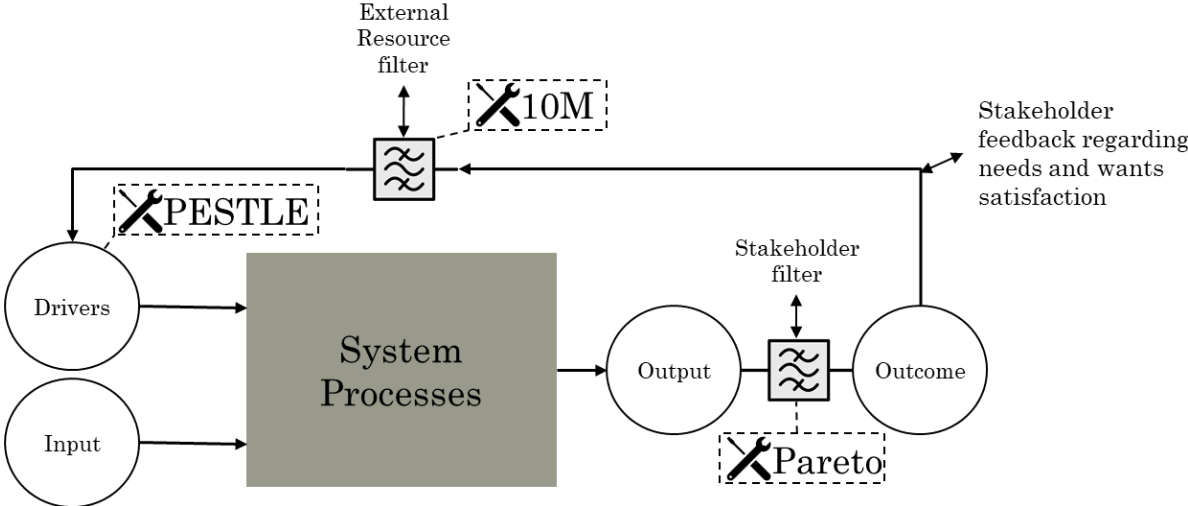 External
Resource
filter
10M
Stakeholder
feedback regarding
needs and wants
satisfaction
PESTLE
Stakeholder
filter
Drivers
System
Processes
Output
Outcome
Input
Pareto